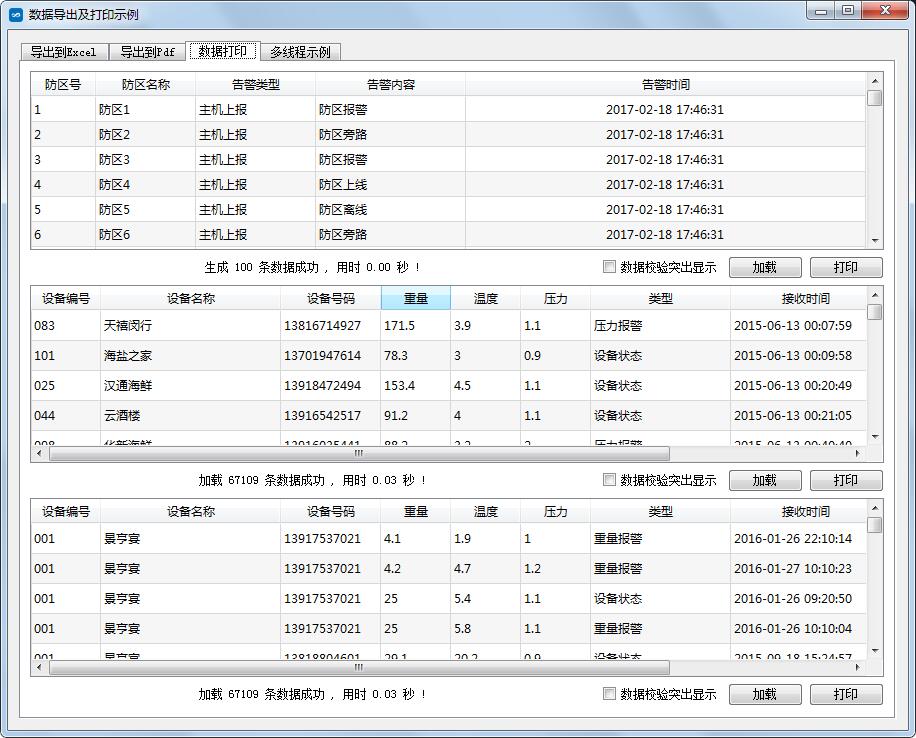 数据导出及打印示例
导出到Excel 导出到Pdf 数据打印 多线程示例
防区号 防区名称 告警类型 告警内容 告警时间
1 防区1 主机上报 防区报警 2017-02-18 17:46:31
2 防区2 主机上报 防区旁路 2017-02-18 17:46:31
3 防区3 主机上报 防区报警 2017-02-18 17:46:31
4 防区4 主机上报 防区上线 2017-02-18 17:46:31
5 防区5 主机上报 防区离线 2017-02-18 17:46:31
6 防区6 主机上报 防区旁路 2017-02-18 17:46:31
生成 100 条数据成功 , 用时 0.00 秒 ! 数据校验突出显示 加载 打印
设备编号 设备名称 设备号码 重量 温度 压力 类型 接收时间
083 天禧闵行 13816714927 171.5 3.9 1.1 压力报警 2015-06-13 00:07:59
101 海盐之家 13701947614 78.3 3 0.9 设备状态 2015-06-13 00:09:58
025 汉通海鲜 13918472494 153.4 4.5 1.1 设备状态 2015-06-13 00:20:49
044 云酒楼 13916542517 91.2 4 1.1 设备状态 2015-06-13 00:21:05
加载 67109 条数据成功 , 用时 0.03 秒 ! 数据校验突出显示 加载 打印
设备编号 设备名称 设备号码 重量 温度 压力 类型 接收时间
001 景亨宴 13917537021 4.1 1.9 1 重量报警 2016-01-26 22:10:14
001 景亨宴 13917537021 4.2 4.7 1.2 重量报警 2016-01-27 10:10:23
001 景亨宴 13917537021 25 5.4 1.1 设备状态 2016-01-26 09:20:50
001 景亨宴 13917537021 25 5.8 1.1 重量报警 2016-01-26 10:10:04
加载 67109 条数据成功 , 用时 0.03 秒 ! 数据校验突出显示 加载 打印